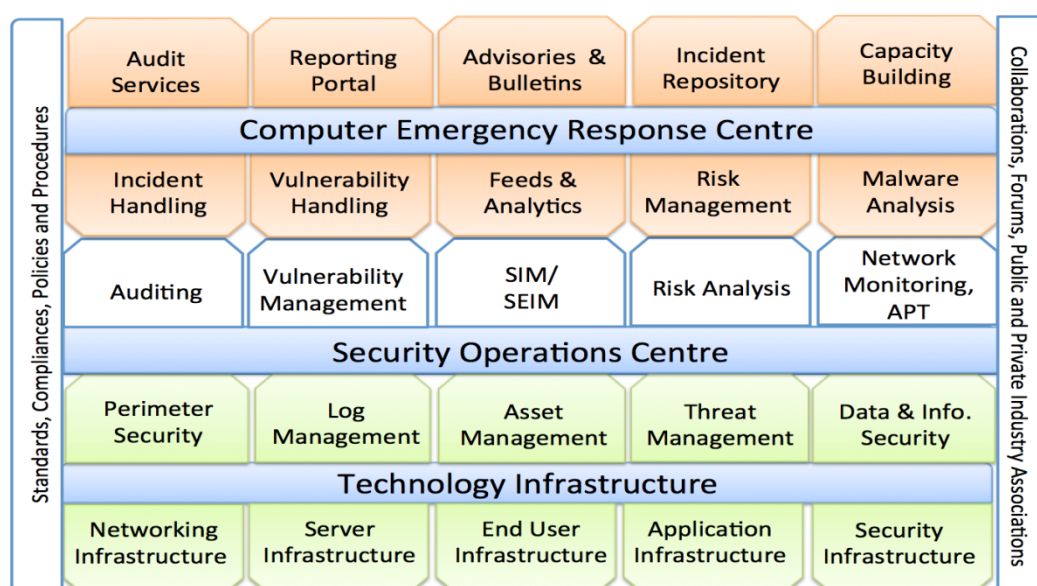 Standards, Compliances, Policies and Procedures
Audit
Services
Reporting
Portal
Advisories &
Bulletins
Incident
Repository
Capacity
Building
Computer Emergency Response Centre
Incident
Handling
Vulnerability
Handling
Feeds &
Analytics
Risk
Management
Malware
Analysis
Auditing
Vulnerability
Management
SIM/
SEIM
Risk Analysis
Network
Monitoring,
APT
Security Operations Centre
Perimeter
Security
Log
Management
Asset
Management
Threat
Management
Data & Info.
Security
Technology Infrastructure
Networking
Infrastructure
Server
Infrastructure
End User
Infrastructure
Application
Infrastructure
Security
Infrastructure
Collaborations, Forums, Public and Private Industry Associations